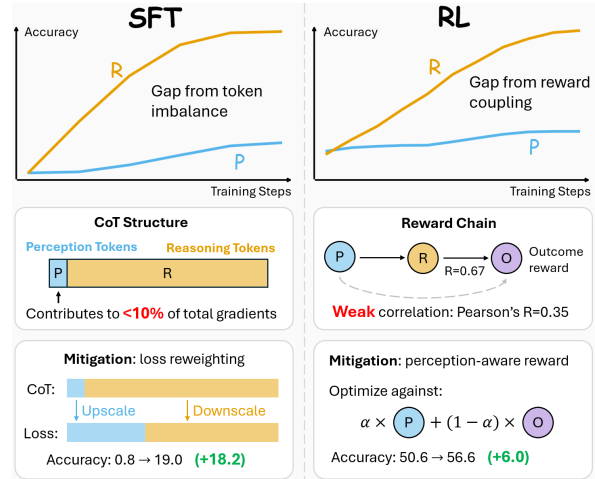 SFT
Accuracy
R
Gap from token
imbalance
P
Training Steps
CoT Structure
Perception Tokens Reasoning Tokens
P R
Contributes to <10% of total gradients
Mitigation: loss reweighting
CoT:
Upscale Downscale
Loss:
Accuracy: 0.8 → 19.0 (+18.2)
RL
Accuracy
R
Gap from reward
coupling
P
Training Steps
Reward Chain
P R O Outcome
reward
R=0.67
Weak correlation: Pearson's R=0.35
Mitigation: perception-aware reward
Optimize against:
α × P + (1 − α) × O
Accuracy: 50.6 → 56.6 (+6.0)